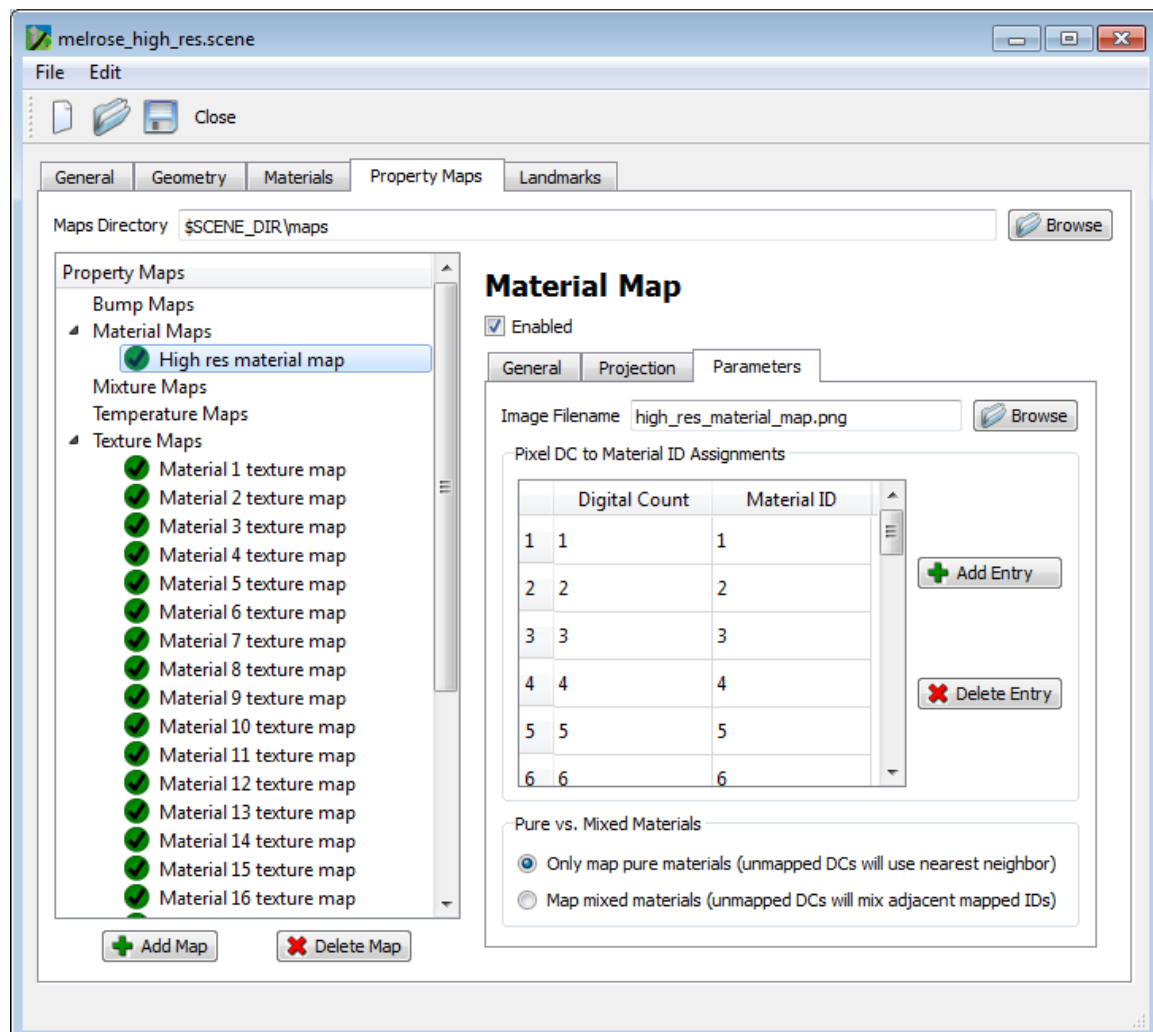 melrose_high_res.scene
File Edit
Close
General Geometry Materials Property Maps Landmarks
Maps Directory $SCENE_DIR\maps Browse
Property Maps
Bump Maps
Material Maps
High res material map
Mixture Maps
Temperature Maps
Texture Maps
Material 1 texture map
Material 2 texture map
Material 3 texture map
Material 4 texture map
Material 5 texture map
Material 6 texture map
Material 7 texture map
Material 8 texture map
Material 9 texture map
Material 10 texture map
Material 11 texture map
Material 12 texture map
Material 13 texture map
Material 14 texture map
Material 15 texture map
Material 16 texture map
Add Map Delete Map
Material Map
Enabled
General Projection Parameters
Image Filename high_res_material_map.png Browse
Pixel DC to Material ID Assignments
Digital Count Material ID
1 1 1
2 2 2
3 3 3
4 4 4
5 5 5
6 6 6
Add Entry
Delete Entry
Pure vs. Mixed Materials
Only map pure materials (unmapped DCs will use nearest neighbor)
Map mixed materials (unmapped DCs will mix adjacent mapped IDs)